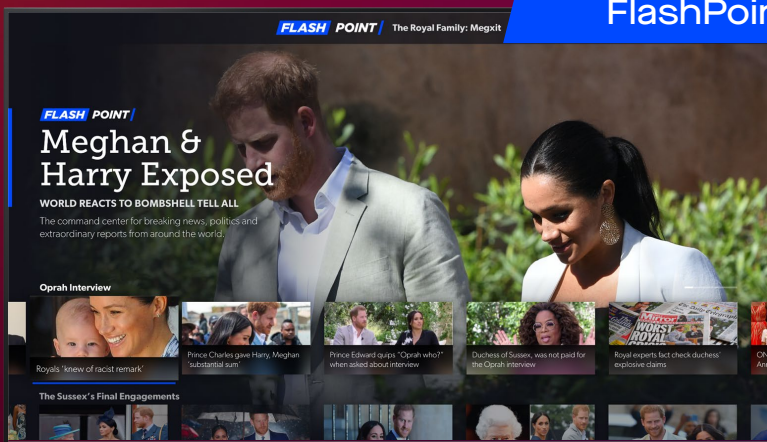 FlashPoin
FLASH POINT The Royal Family: Megxit
FLASH POINT
Meghan &
Harry Exposed
WORLD REACTS TO BOMBSHELL TELL ALL
The command center for breaking news, politics and
extraordinary reports from around the world.
Oprah Interview
Royals 'knew of racist remark'
Prince Charles gave Harry, Meghan
'substantial sum'
Prince Edward quips "Oprah who?"
when asked about interview
Duchess of Sussex, was not paid for
the Oprah interview
Mirror
WORST
ROYAL
Royal experts fact check duchess'
explosive claims
ON
Ann
The Sussex's Final Engagements